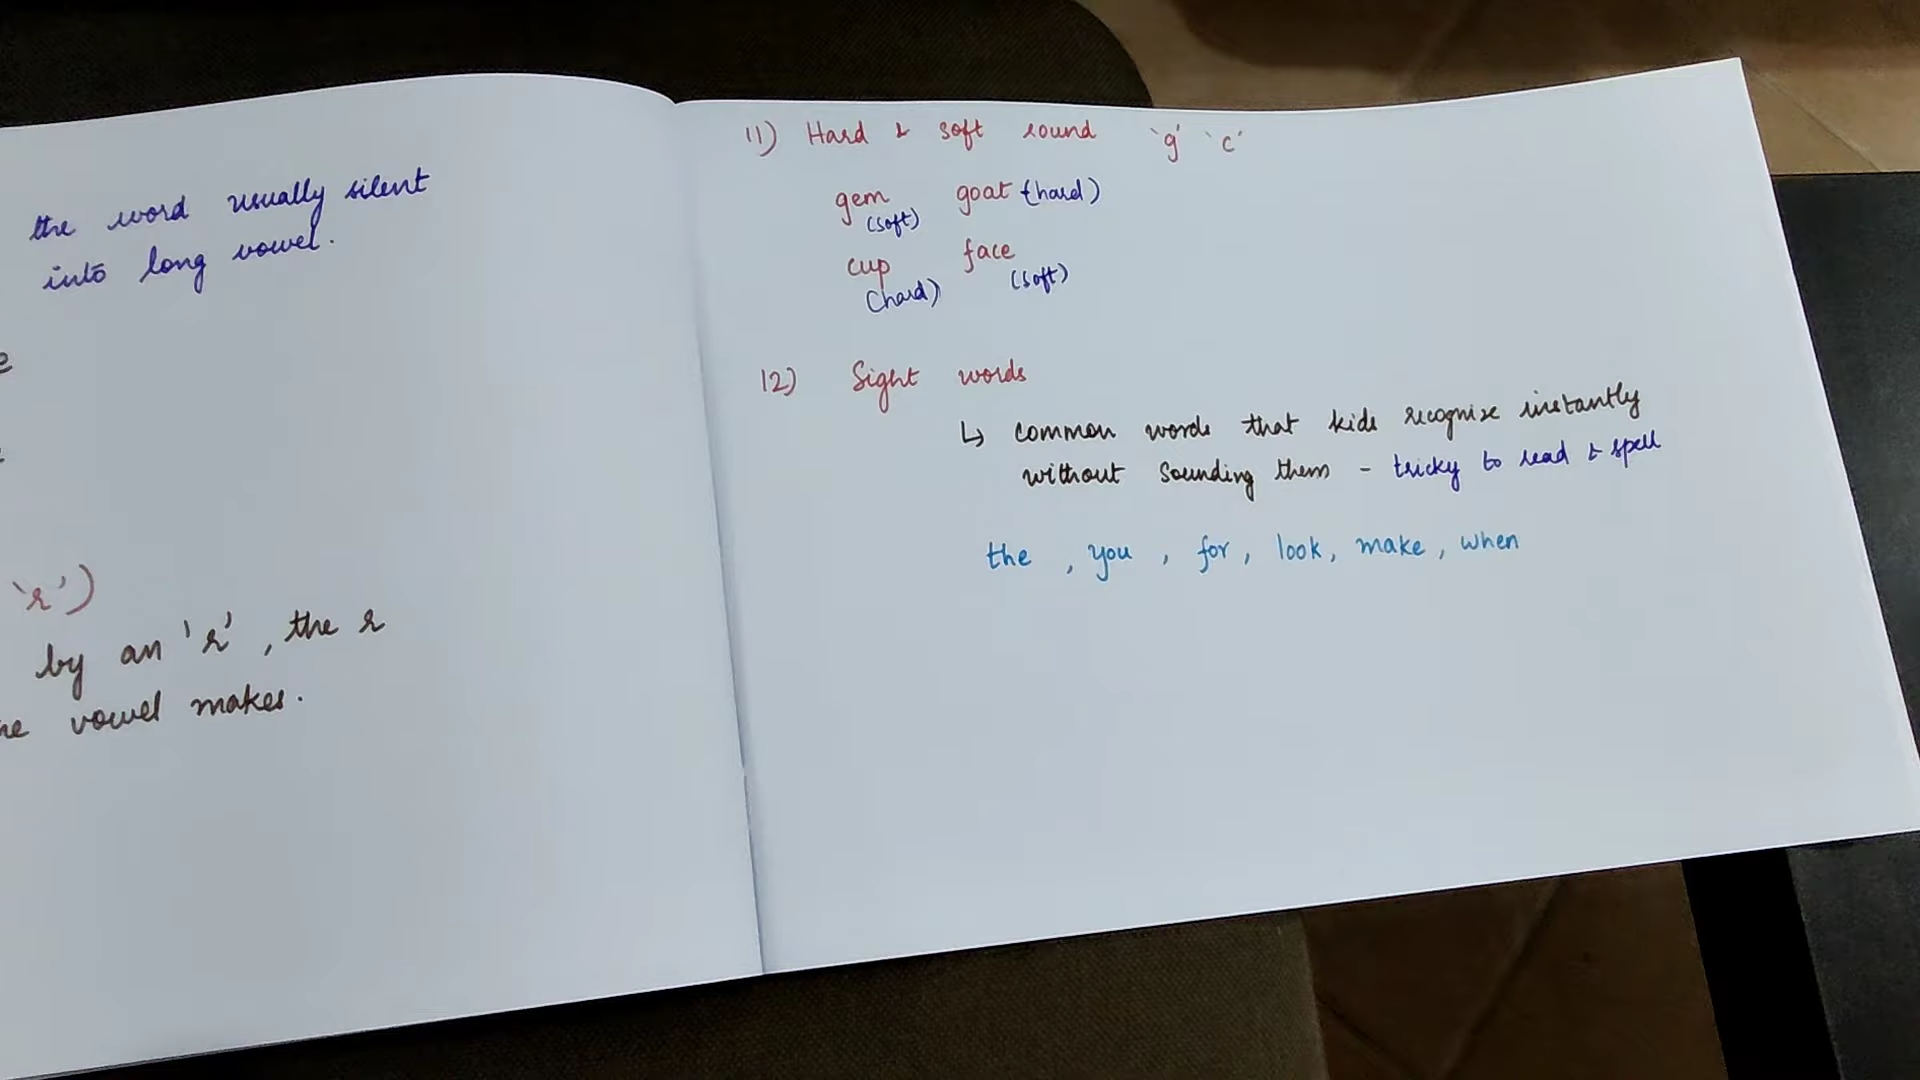 the word usually silent
into long vowel.
'r')
by an 'r', the r
vowel makes.
11) Hard & soft sound 'g' 'c'
gem goat (hard)
(soft)
cup face
(hard) (soft)
12) Sight words
↳ common words that kids recognize instantly
without sounding them - tricky to read & spell
the , you , for, look, make, when